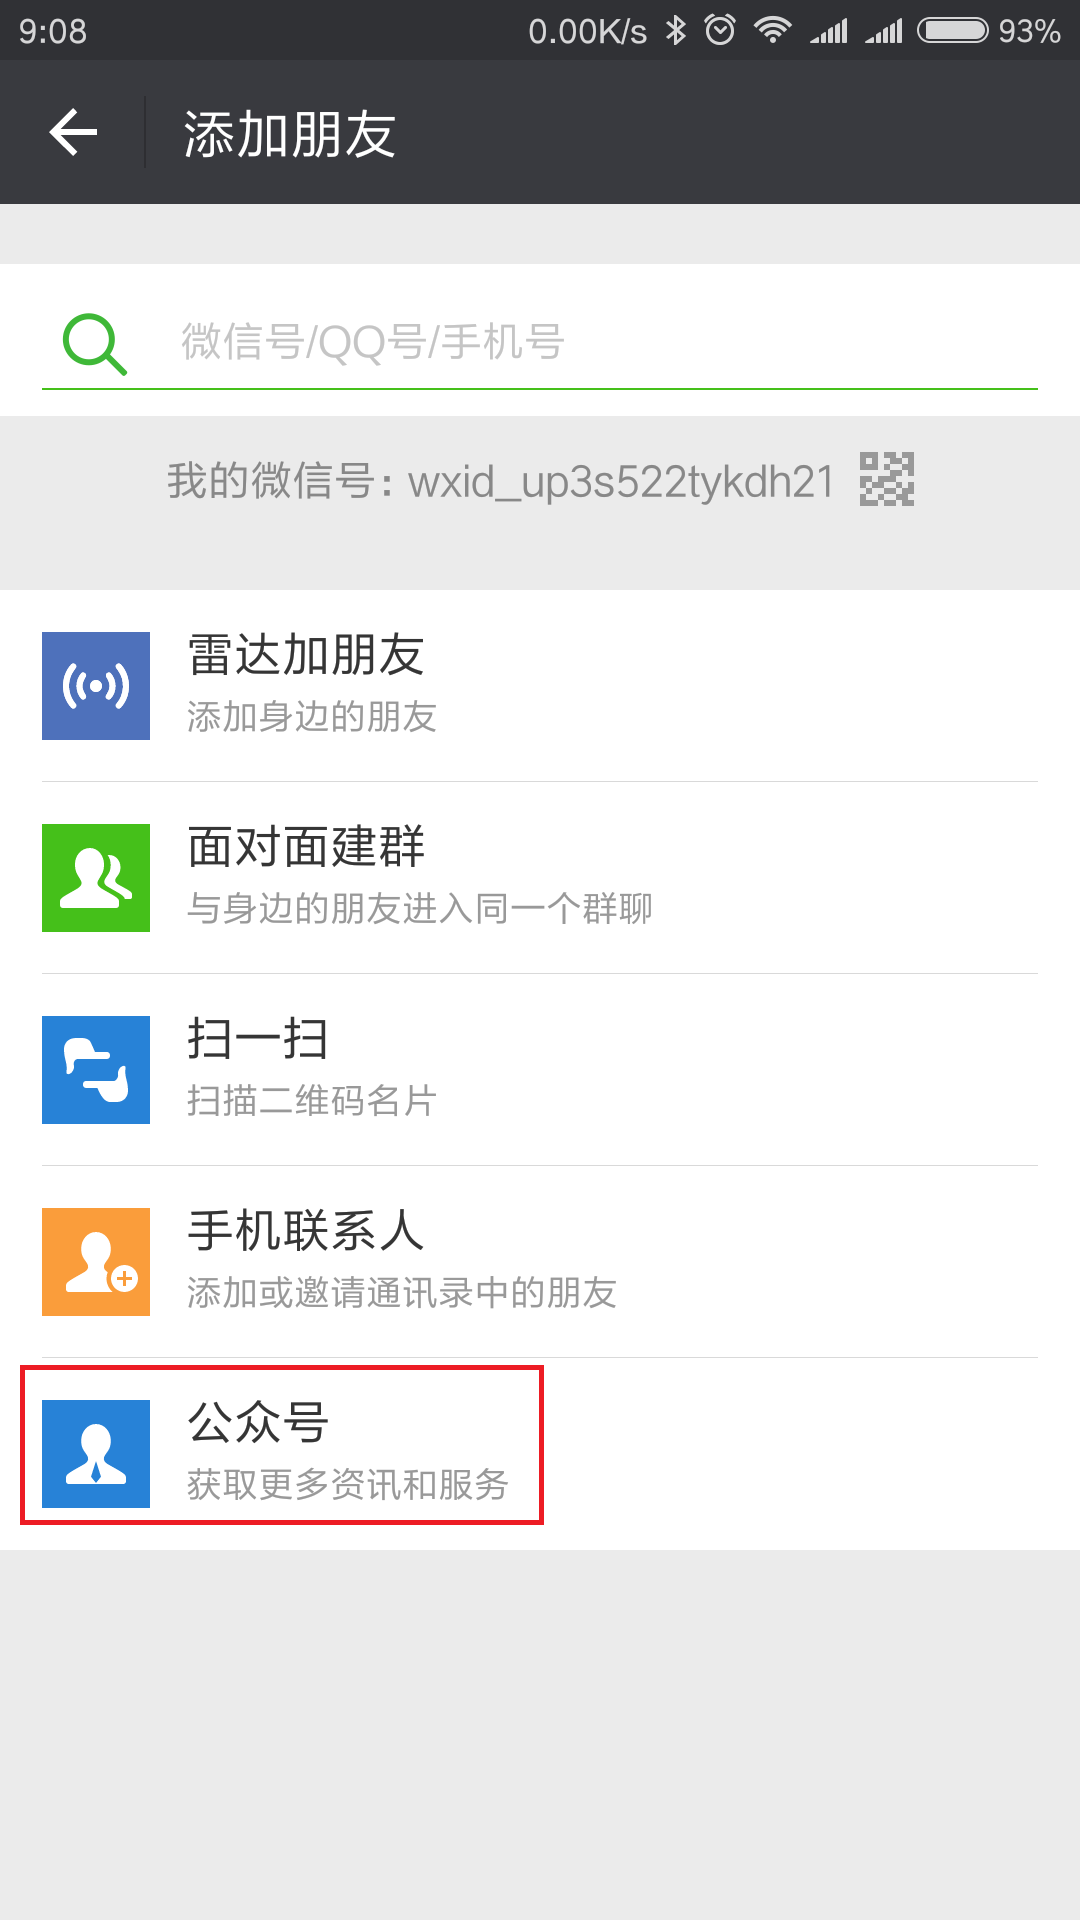 9:08 0.00K/s 93%
添加朋友
微信号/QQ号/手机号
我的微信号: wxid_up3s522tykdh21
雷达加朋友
添加身边的朋友
面对面建群
与身边的朋友进入同一个群聊
扫一扫
扫描二维码名片
手机联系人
添加或邀请通讯录中的朋友
公众号
获取更多资讯和服务